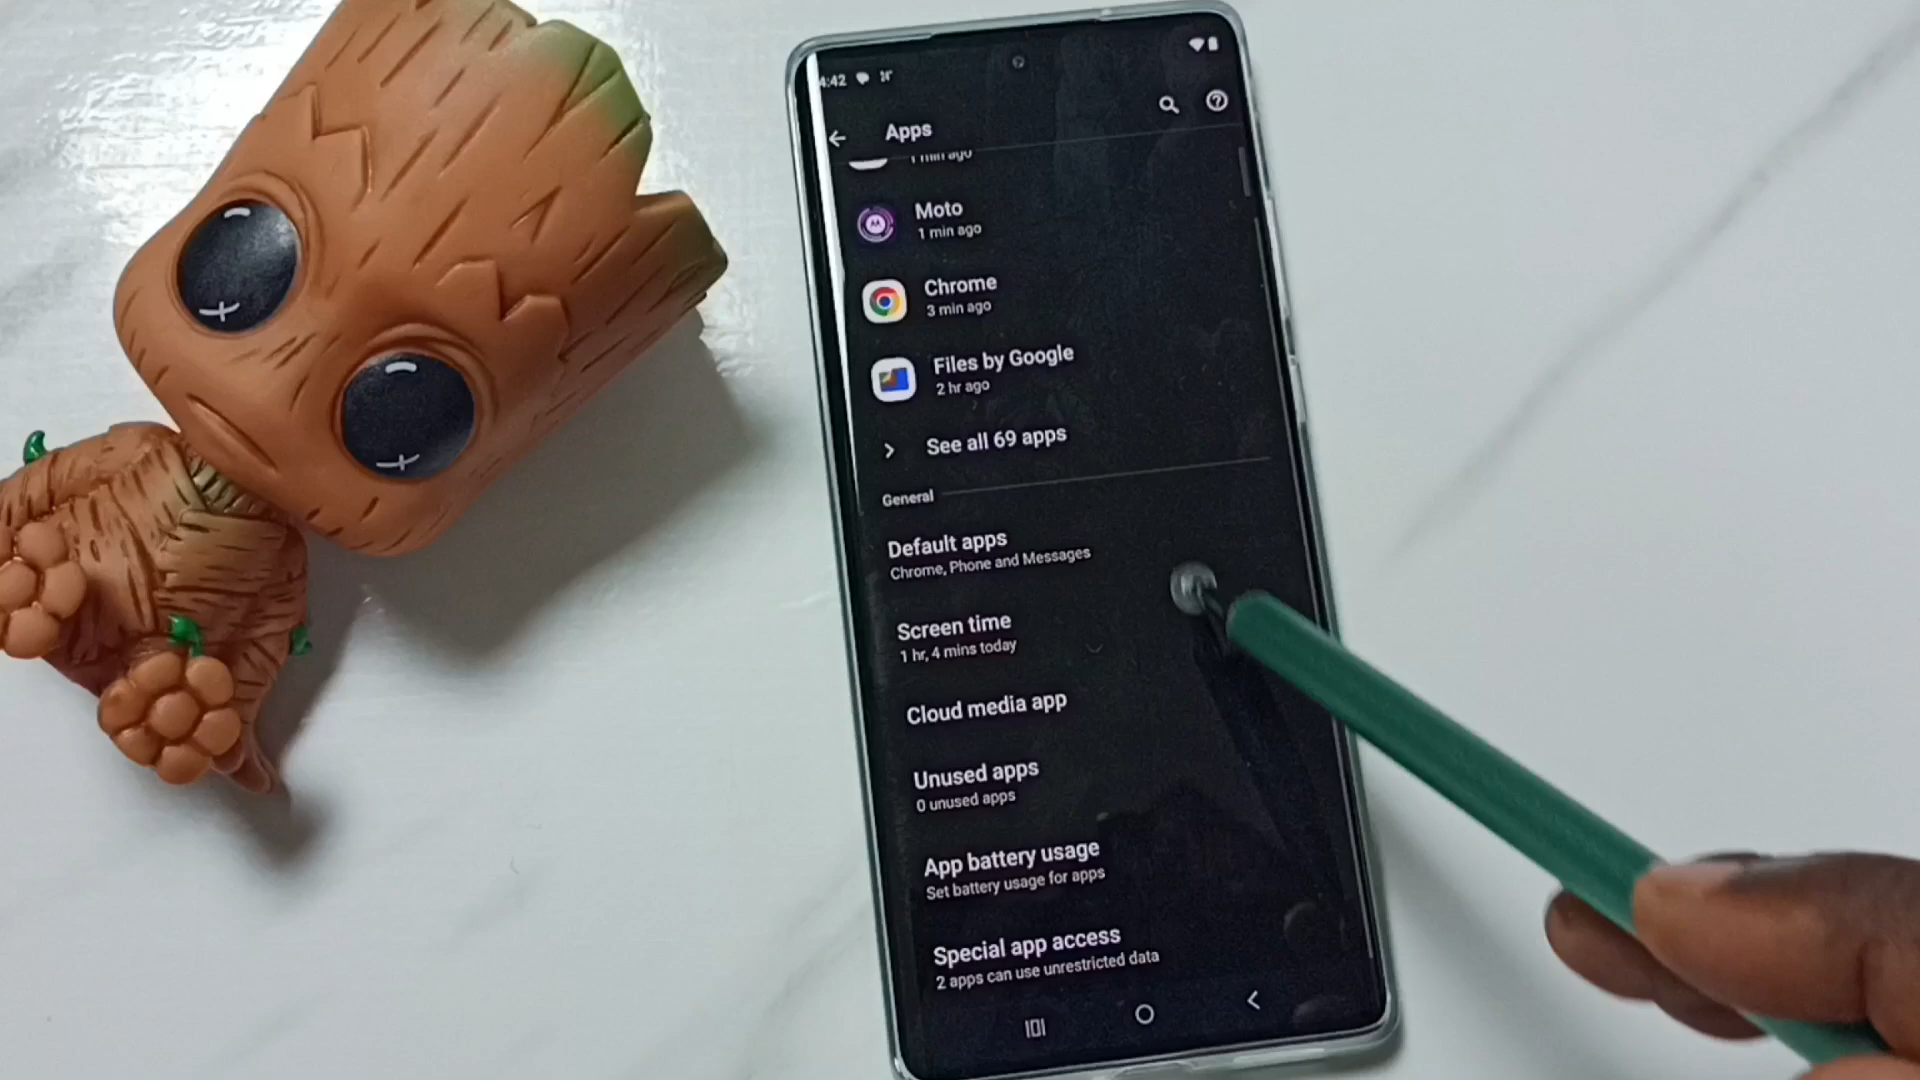 4:42
Apps
1 min ago
Moto
1 min ago
Chrome
3 min ago
Files by Google
2 hr ago
See all 69 apps
General
Default apps
Chrome, Phone and Messages
Screen time
1 hr, 4 mins today
Cloud media app
Unused apps
0 unused apps
App battery usage
Set battery usage for apps
Special app access
2 apps can use unrestricted data